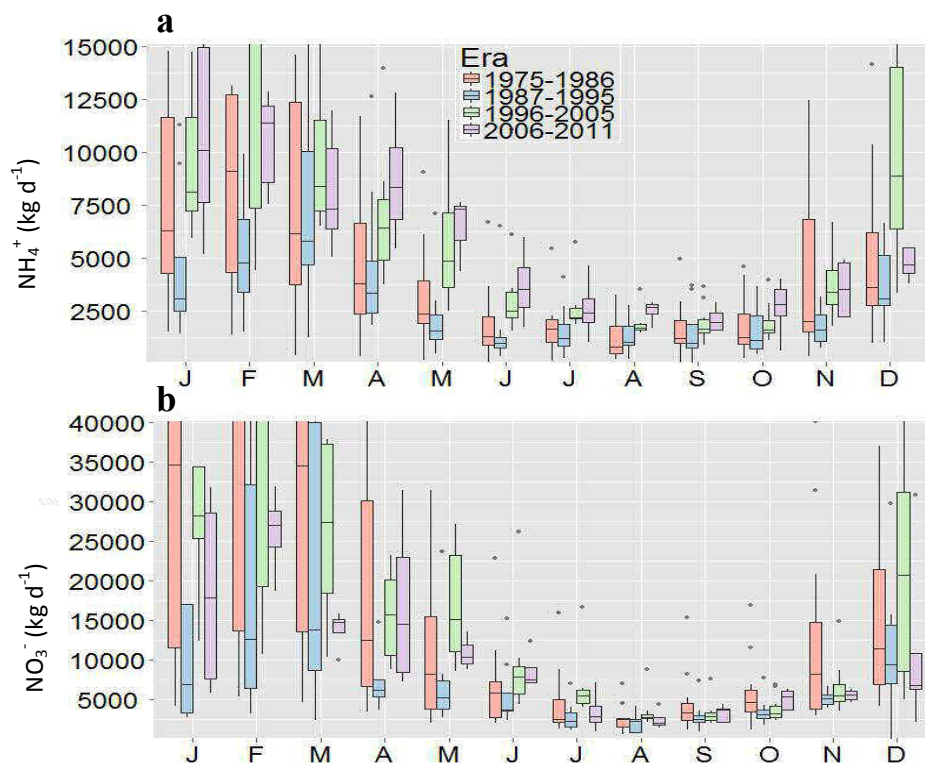 a
NH₄⁺ (kg d⁻¹)
15000
12500
10000
7500
5000
2500
Era
1975-1986
1987-1995
1996-2005
2006-2011
J F M A M J J A S O N D
b
NO₃⁻ (kg d⁻¹)
40000
35000
30000
25000
20000
15000
10000
5000
J F M A M J J A S O N D